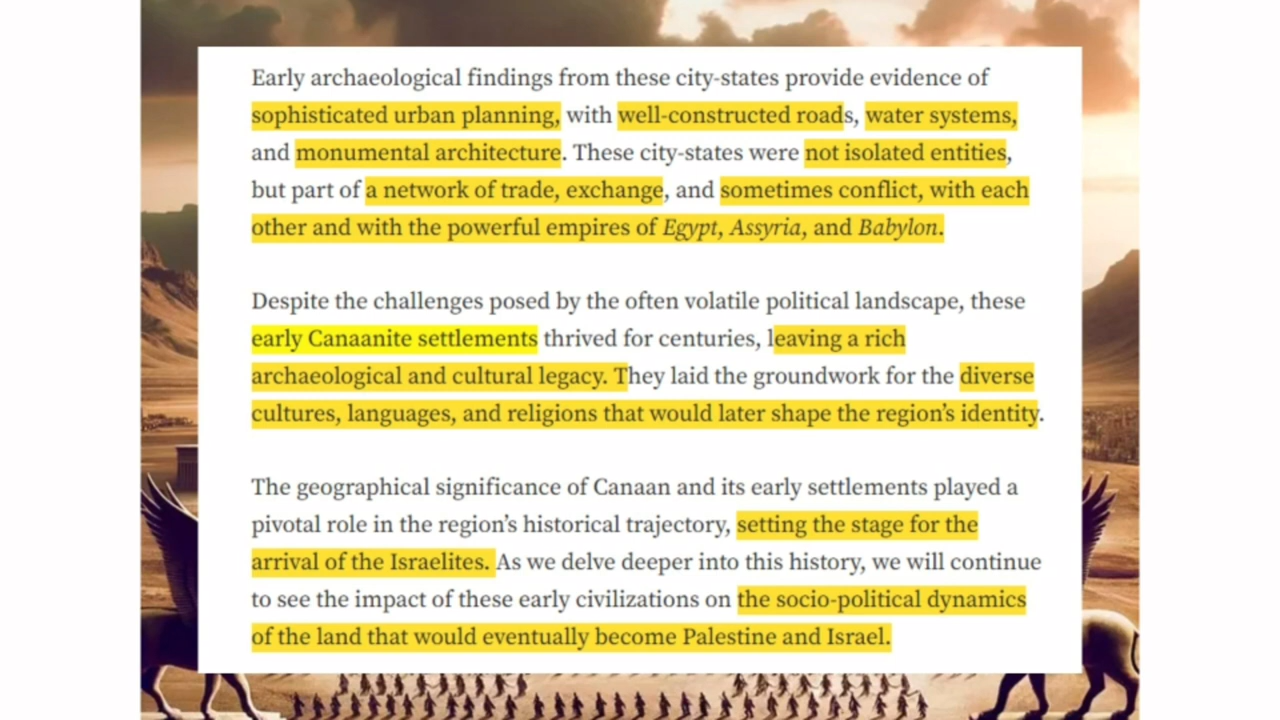 Early archaeological findings from these city-states provide evidence of
sophisticated urban planning, with well-constructed roads, water systems,
and monumental architecture. These city-states were not isolated entities,
but part of a network of trade, exchange, and sometimes conflict, with each
other and with the powerful empires of Egypt, Assyria, and Babylon.
Despite the challenges posed by the often volatile political landscape, these
early Canaanite settlements thrived for centuries, leaving a rich
archaeological and cultural legacy. They laid the groundwork for the diverse
cultures, languages, and religions that would later shape the region’s identity.
The geographical significance of Canaan and its early settlements played a
pivotal role in the region’s historical trajectory, setting the stage for the
arrival of the Israelites. As we delve deeper into this history, we will continue
to see the impact of these early civilizations on the socio-political dynamics
of the land that would eventually become Palestine and Israel.